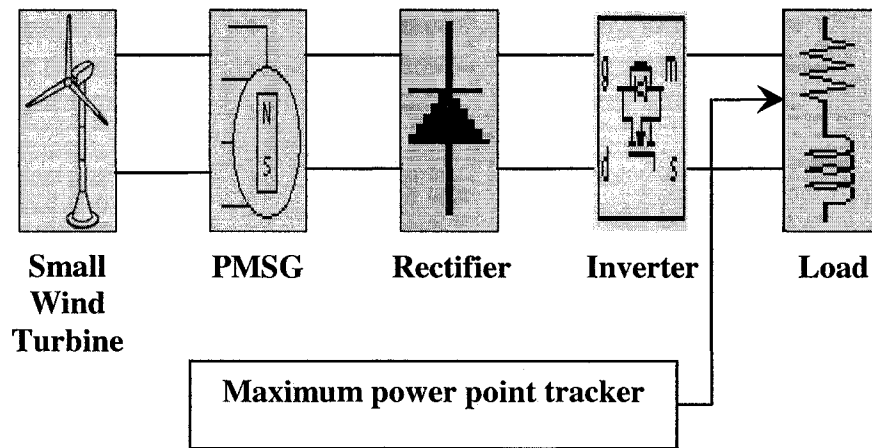 N
S
g m
d s
Small
Wind
Turbine
PMSG
Rectifier
Inverter
Load
Maximum power point tracker